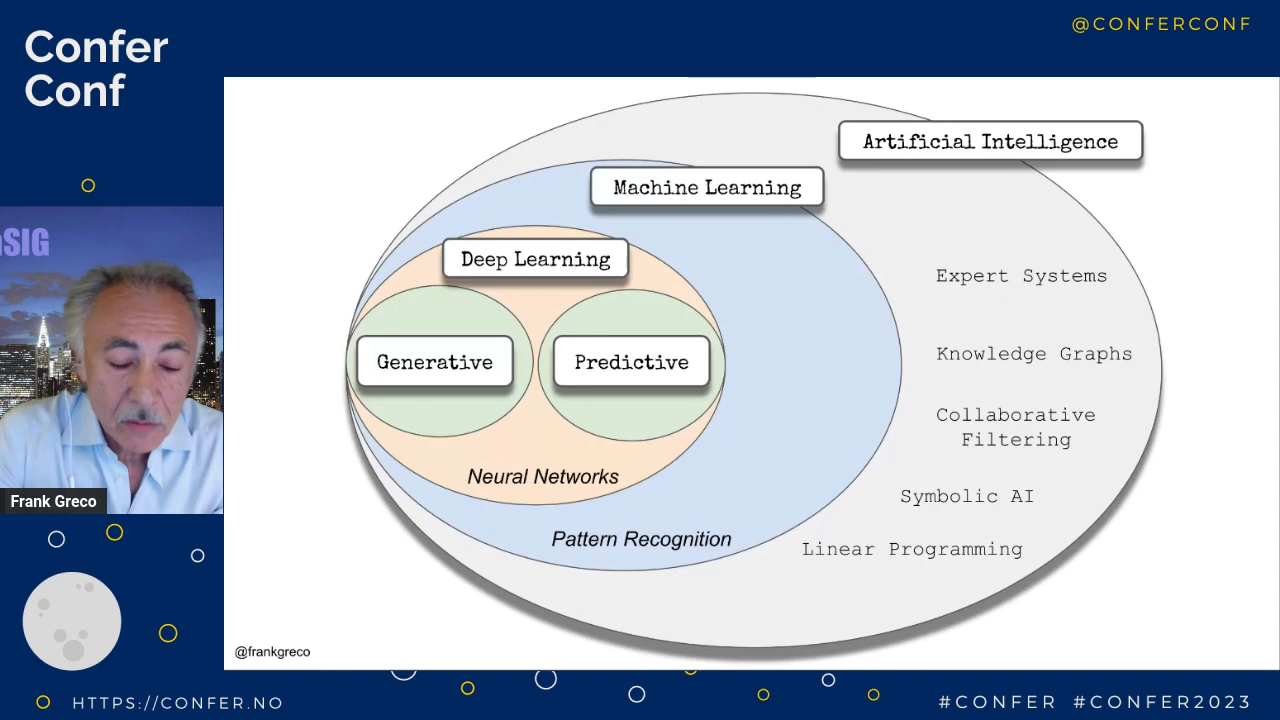 Confer
Conf
@CONFERCONF
SIG
Frank Greco
Artificial Intelligence
Machine Learning
Deep Learning
Generative
Predictive
Neural Networks
Pattern Recognition
Expert Systems
Knowledge Graphs
Collaborative
Filtering
Symbolic AI
Linear Programming
@frankgreco
HTTPS://CONFER.NO
#CONFER #CONFER2023